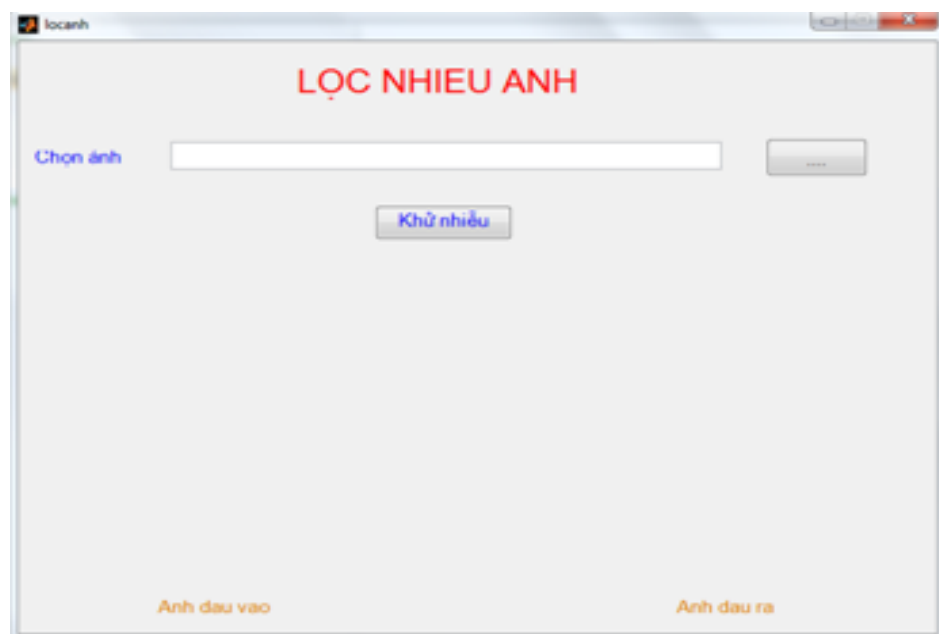 locanh
LỌC NHIEU ANH
Chọn ảnh
....
Khử nhiễu
Anh dau vao
Anh dau ra